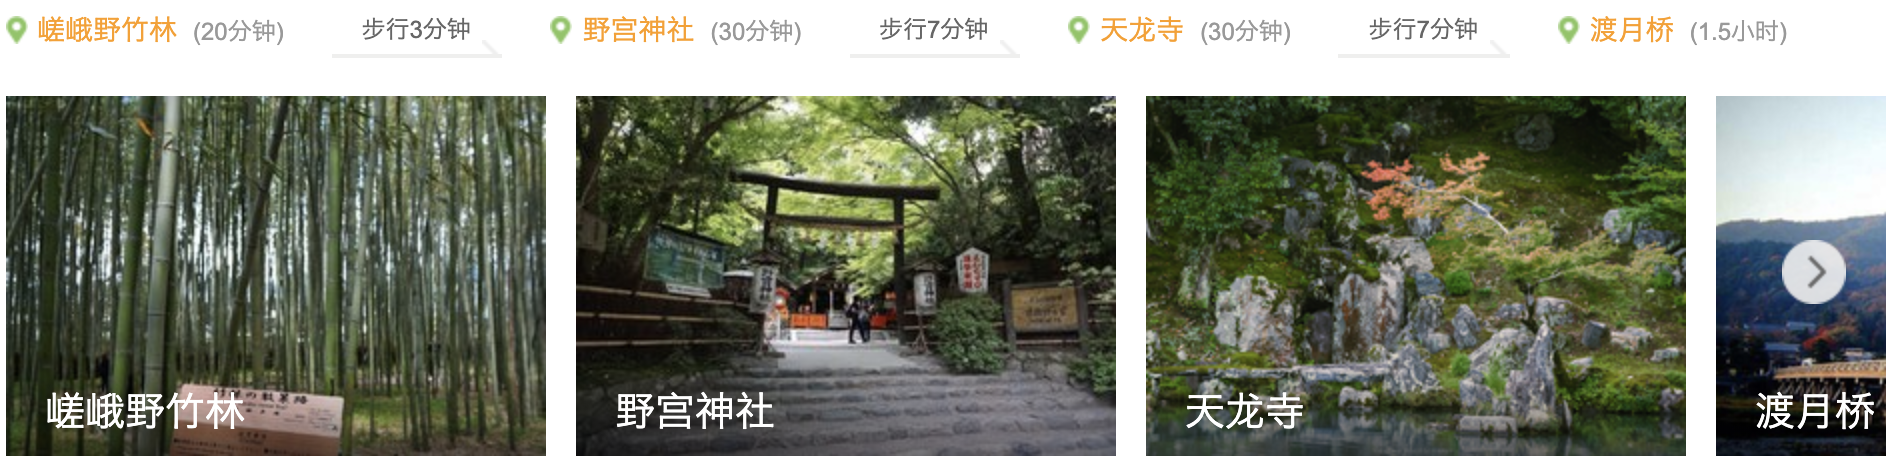 嵯峨野竹林 (20分钟) 步行3分钟 野宫神社 (30分钟) 步行7分钟 天龙寺 (30分钟) 步行7分钟 渡月桥 (1.5小时)
嵯峨野竹林 野宫神社 天龙寺 渡月桥